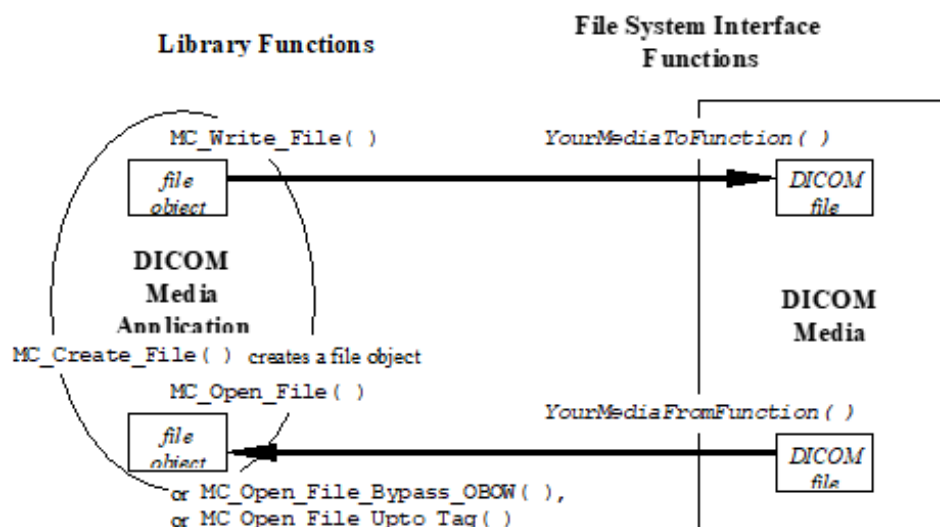 Library Functions
File System Interface
Functions
MC_Write_File( )
YourMediaToFunction( )
file
object
DICOM
file
DICOM
Media
Application
DICOM
Media
MC_Create_File( ) creates a file object
MC_Open_File( )
YourMediaFromFunction( )
file
object
DICOM
file
or MC_Open_File_Bypass_OBOW( ),
or MC_Open_File_Upto_Tag( )